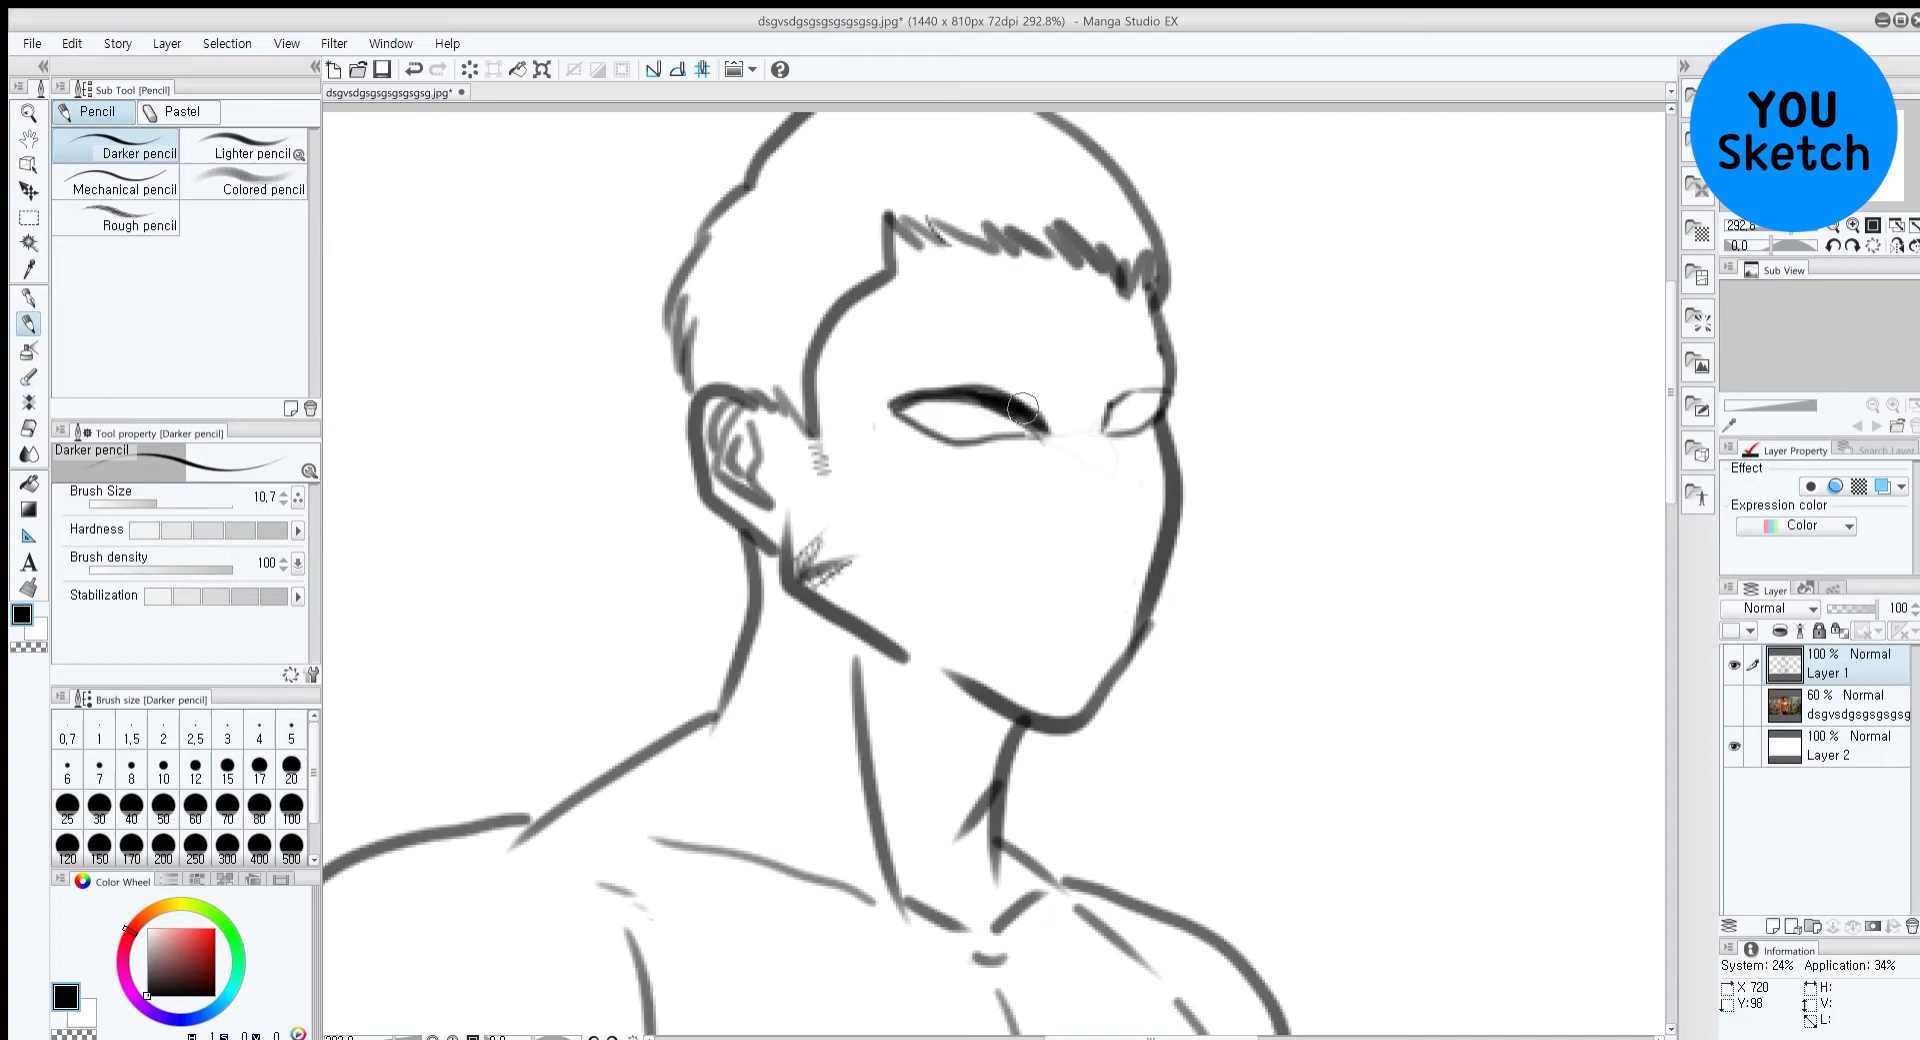 dsgvsdgsgsgsgsgsgsg.jpg* (1440 x 810px 72dpi 292.8%) - Manga Studio EX
File Edit Story Layer Selection View Filter Window Help
YOU
Sketch
dsgvsdgsgsgsgsgsgsg.jpg*
Sub Tool [Pencil]
Pencil Pastel
Darker pencil Lighter pencil
Mechanical pencil Colored pencil
Rough pencil
Tool property [Darker pencil]
Darker pencil
Brush Size 10,7
Hardness
Brush density 100
Stabilization
Brush size [Darker pencil]
0,7 1 1,5 2 2,5 3 4 5
6 7 8 10 12 15 17 20
25 30 40 50 60 70 80 100
120 150 170 200 250 300 400 500
Color Wheel
292,8
0,0
Sub View
Layer Property Search Layer
Effect
Expression color
Color
Layer
Normal 100
100 % Normal
Layer 1
60 % Normal
dsgvsdgsgsgsgsg
100 % Normal
Layer 2
Information
System: 24% Application: 34%
X 720 H:
Y:98 V:
L: